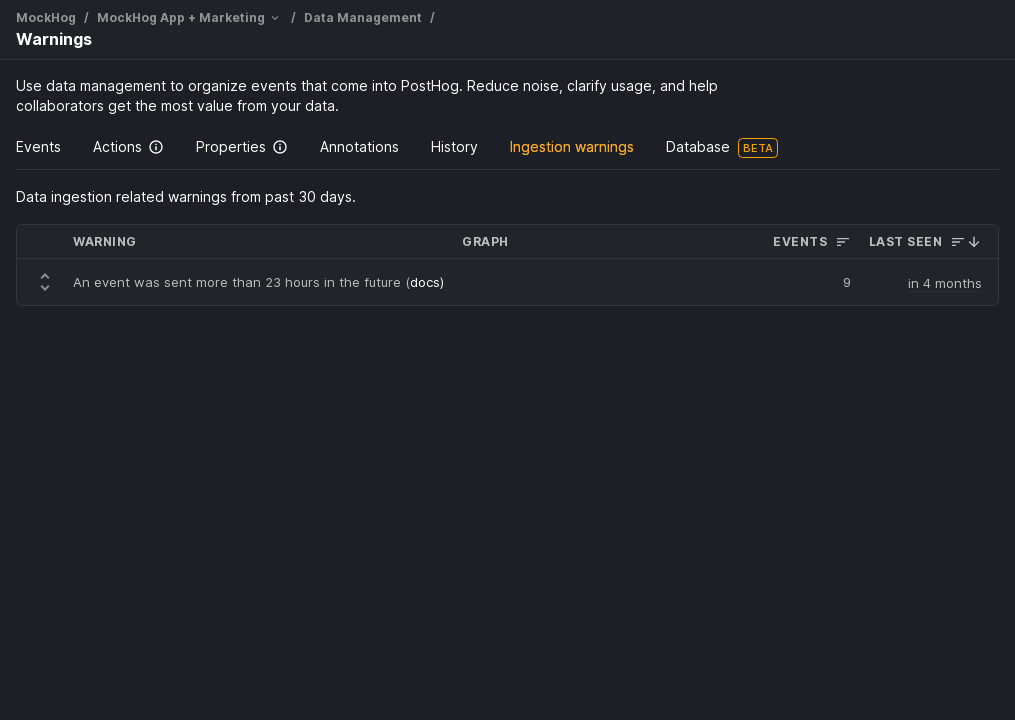 MockHog / MockHog App + Marketing / Data Management /
Warnings
Use data management to organize events that come into PostHog. Reduce noise, clarify usage, and help
collaborators get the most value from your data.
Events Actions Properties Annotations History Ingestion warnings Database BETA
Data ingestion related warnings from past 30 days.
WARNING GRAPH EVENTS LAST SEEN
An event was sent more than 23 hours in the future (docs) 9 in 4 months